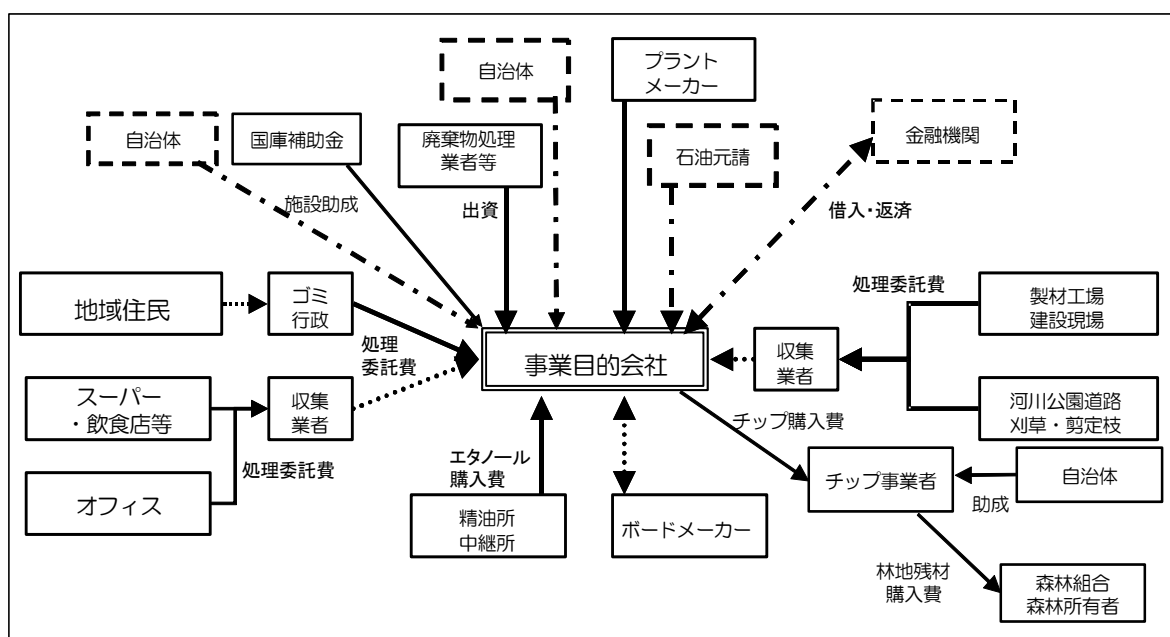 自治体
プラント
メーカー
自治体
国庫補助金
廃棄物処理
業者等
石油元請
金融機関
施設助成
出資
借入・返済
地域住民
ゴミ
行政
処理
委託費
事業目的会社
収集
業者
処理委託費
製材工場
建設現場
スーパー
・飲食店等
収集
業者
河川公園道路
刈草・剪定枝
処理委託費
オフィス
エタノール
購入費
チップ購入費
精油所
中継所
ボードメーカー
チップ事業者
助成
自治体
林地残材
購入費
森林組合
森林所有者